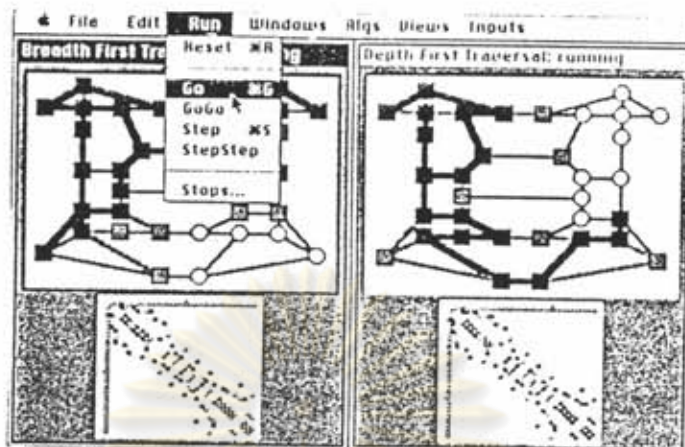 File Edit Run Windows Algs Views Inputs
Breadth First Tra
Reset ⌘R
Go ⌘G
GoGo
Step ⌘S
StepStep
Stops...
Depth First Traversal: running